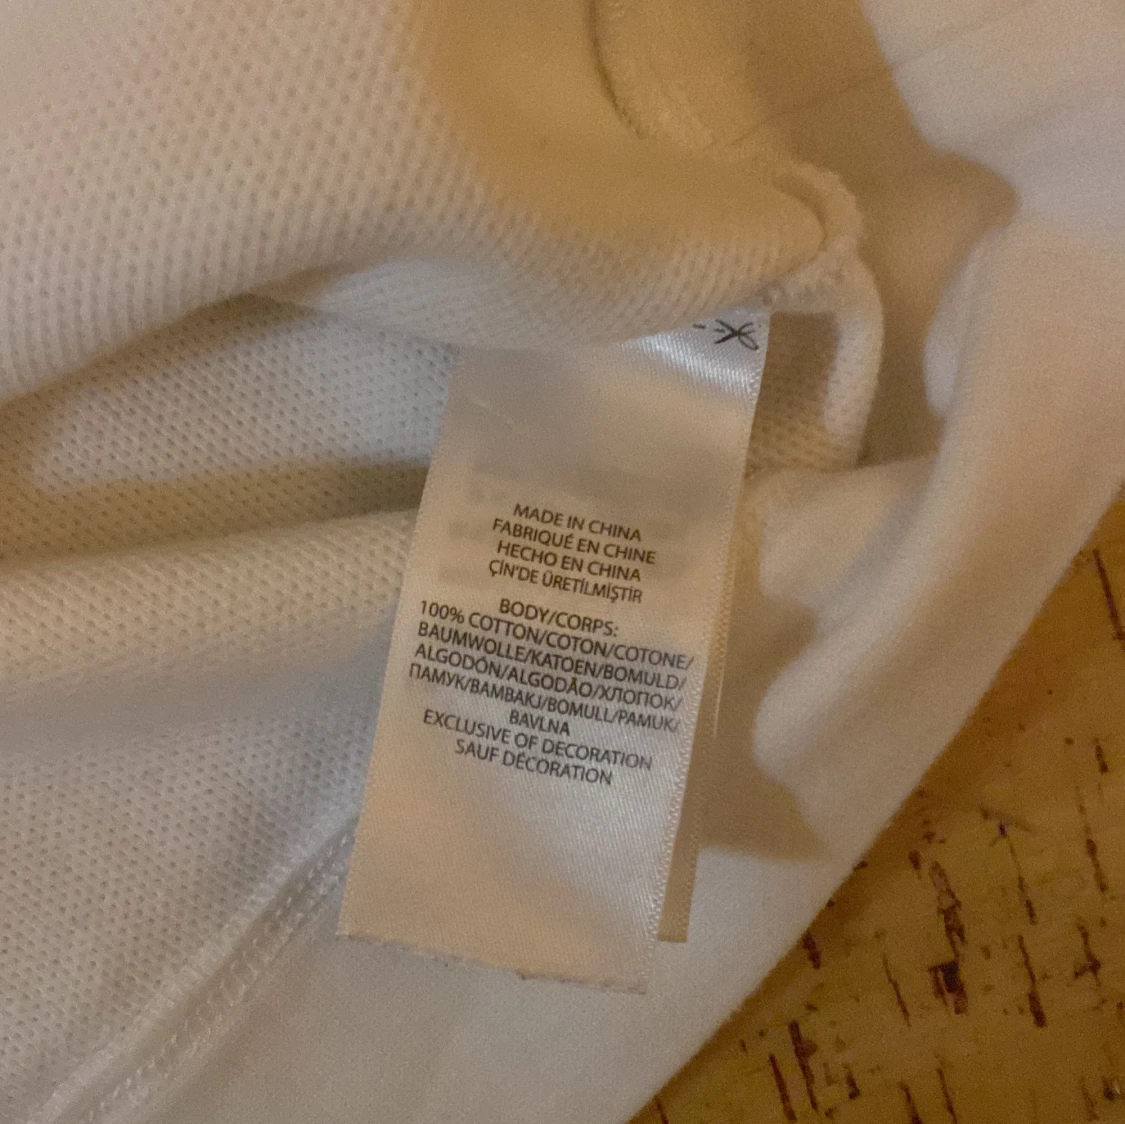 MADE IN CHINA
FABRIQUÉ EN CHINE
HECHO EN CHINA
ÇİN'DE ÜRETİLMİŞTİR
BODY/CORPS:
100% COTTON/COTON/COTONE/
BAUMWOLLE/KATOEN/BOMULD/
ALGODÓN/ALGODÃO/ХЛОПОК/
ПАМУК/ΒΑΜΒΑΚΙ/BOMULL/PAMUK/
BAVLNA
EXCLUSIVE OF DECORATION
SAUF DÉCORATION